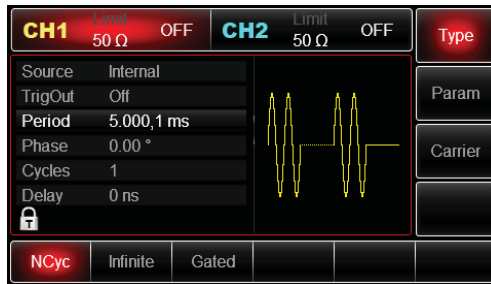 CH1 Limit 50 Ω OFF CH2 Limit 50 Ω OFF
Type
Source Internal
TrigOut Off
Period 5.000,1 ms
Phase 0.00 °
Cycles 1
Delay 0 ns
T
Param
Carrier
NCyc Infinite Gated